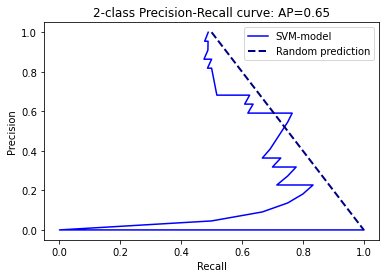 2-class Precision-Recall curve: AP=0.65
SVM-model
Random prediction
Precision
1.0
0.8
0.6
0.4
0.2
0.0
0.0 0.2 0.4 0.6 0.8 1.0
Recall